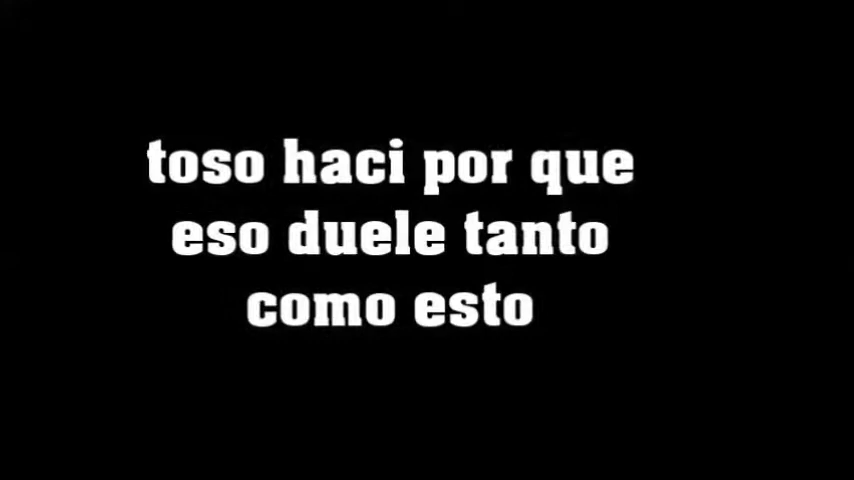 toso haci por que
eso duele tanto
como esto